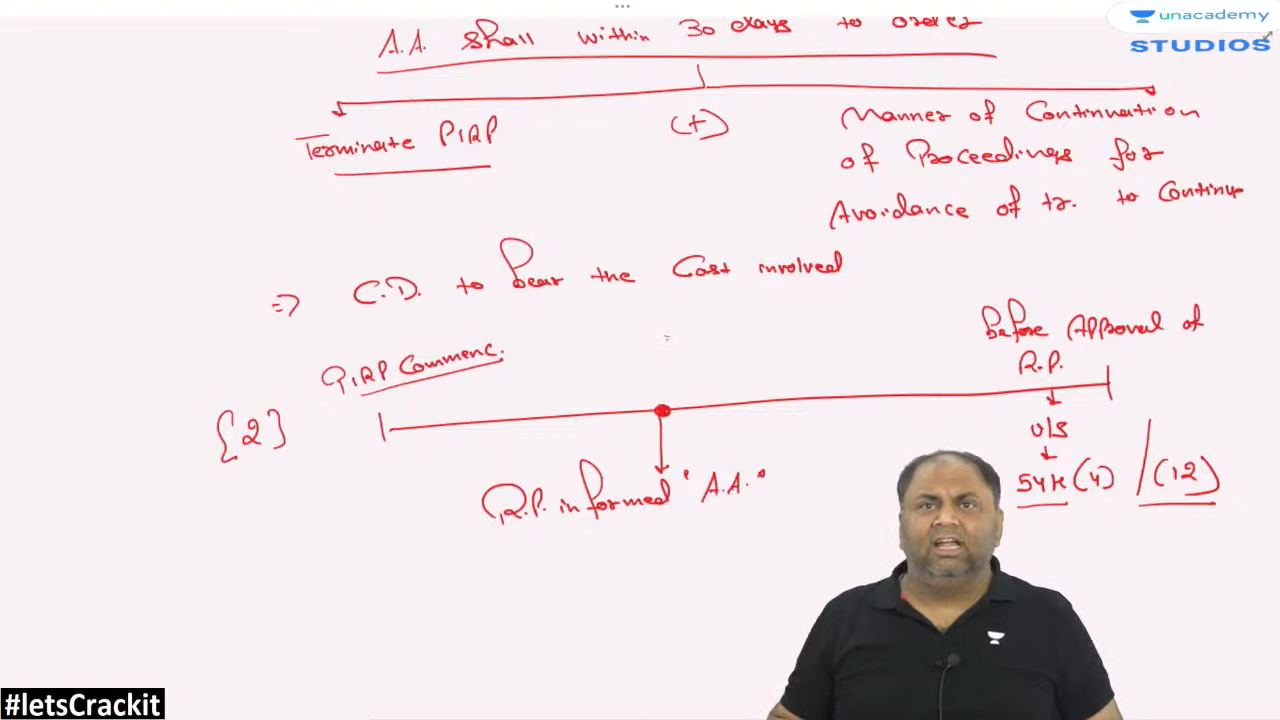 unacademy
STUDIOS
A.A. Shall within 30 days to order
Terminate PIRP
(+)
Manner of Continuation
of Proceedings for
Avoidance of tr. to Continue
=> C.D. to bear the Cost involved
Before Approval of
R.P.
PIRP Commenc.
{2}
U/S
54K(4) / (12)
R.P. informed "A.A."
#letsCrackit